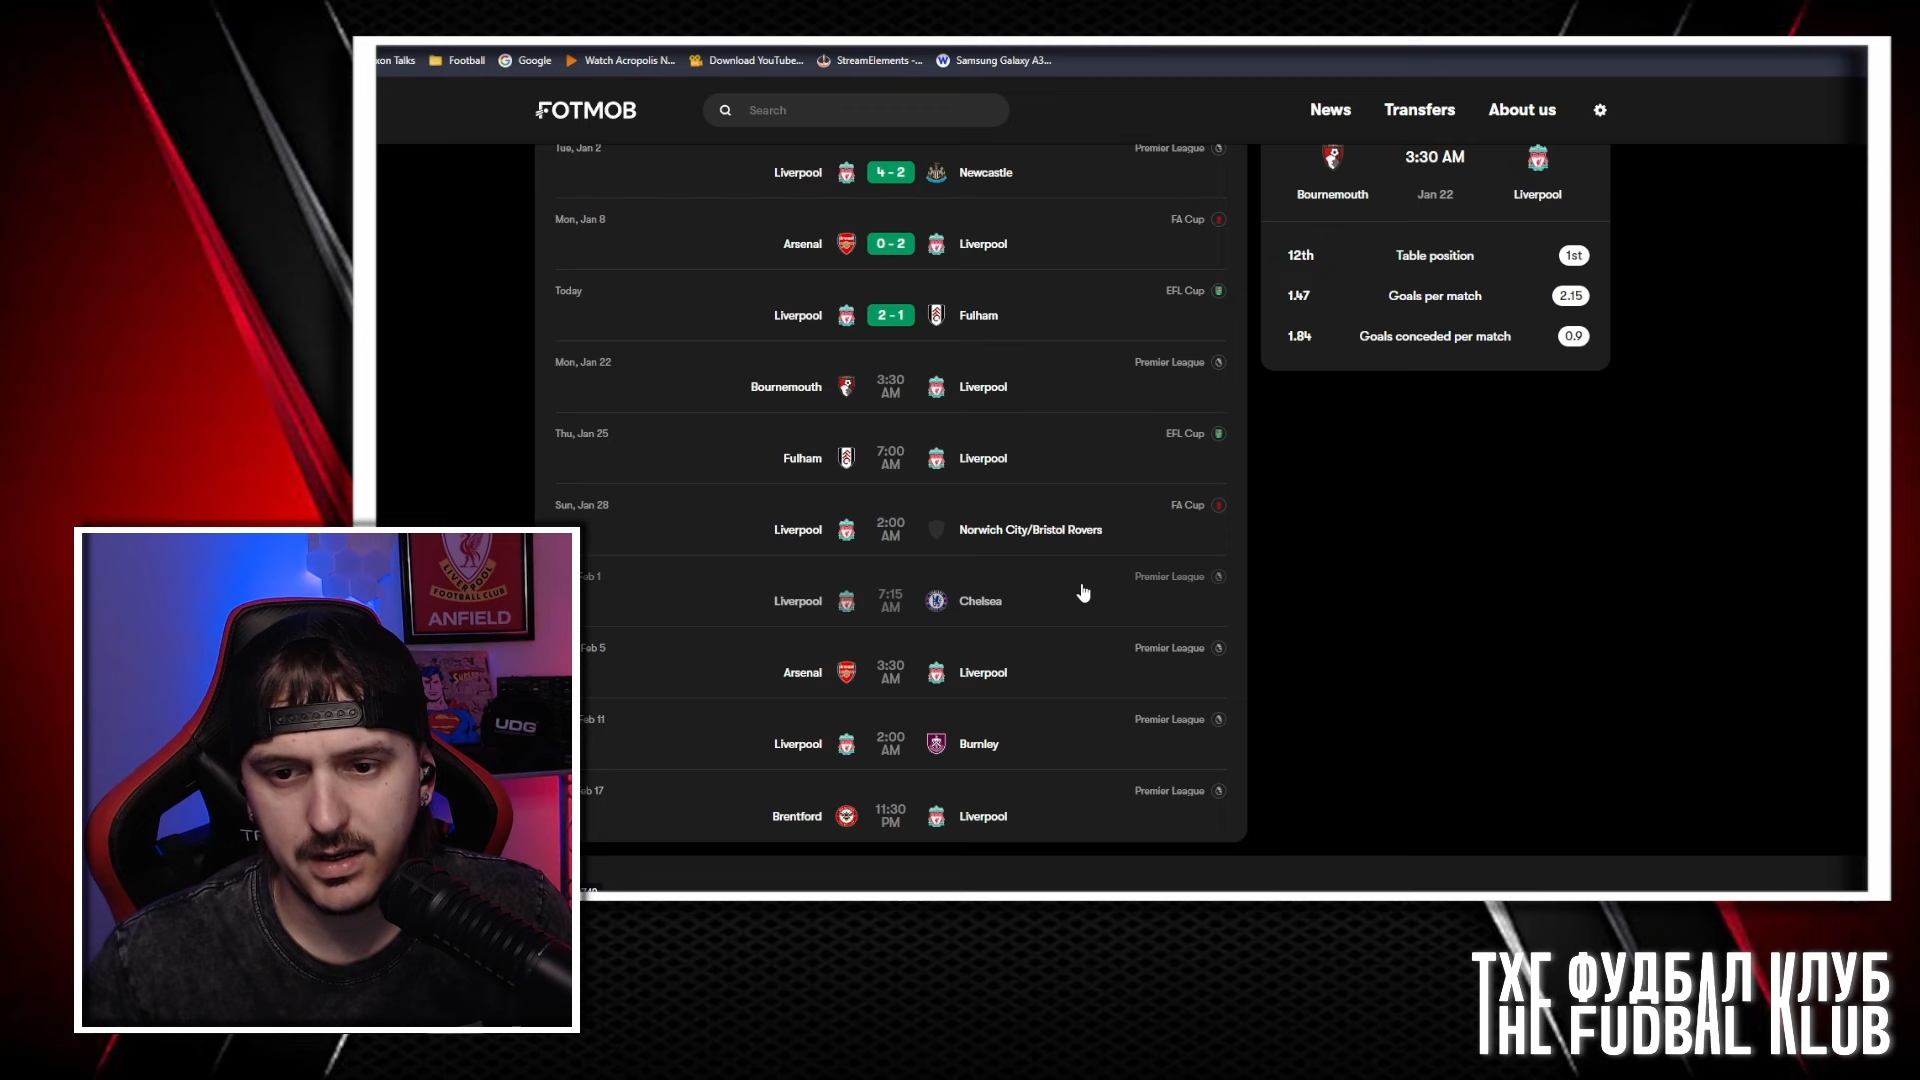 xon Talks Football Google Watch Acropolis N... Download YouTube... StreamElements -... Samsung Galaxy A3...
FOTMOB Search News Transfers About us
Tue, Jan 2 Premier League
Liverpool 4 - 2 Newcastle
Mon, Jan 8 FA Cup
Arsenal 0 - 2 Liverpool
Today EFL Cup
Liverpool 2 - 1 Fulham
Mon, Jan 22 Premier League
Bournemouth 3:30 AM Liverpool
Thu, Jan 25 EFL Cup
Fulham 7:00 AM Liverpool
Sun, Jan 28 FA Cup
Liverpool 2:00 AM Norwich City/Bristol Rovers
eb 1 Premier League
Liverpool 7:15 AM Chelsea
Feb 5 Premier League
Arsenal 3:30 AM Liverpool
eb 11 Premier League
Liverpool 2:00 AM Burnley
eb 17 Premier League
Brentford 11:30 PM Liverpool
3:30 AM
Bournemouth Jan 22 Liverpool
12th Table position 1st
1.47 Goals per match 2.15
1.84 Goals conceded per match 0.9
LIVERPOOL
FOOTBALL CLUB
ANFIELD
UDG
ТХЕ ФУДБАЛ КЛУБ
THE FUDBAL KLUB